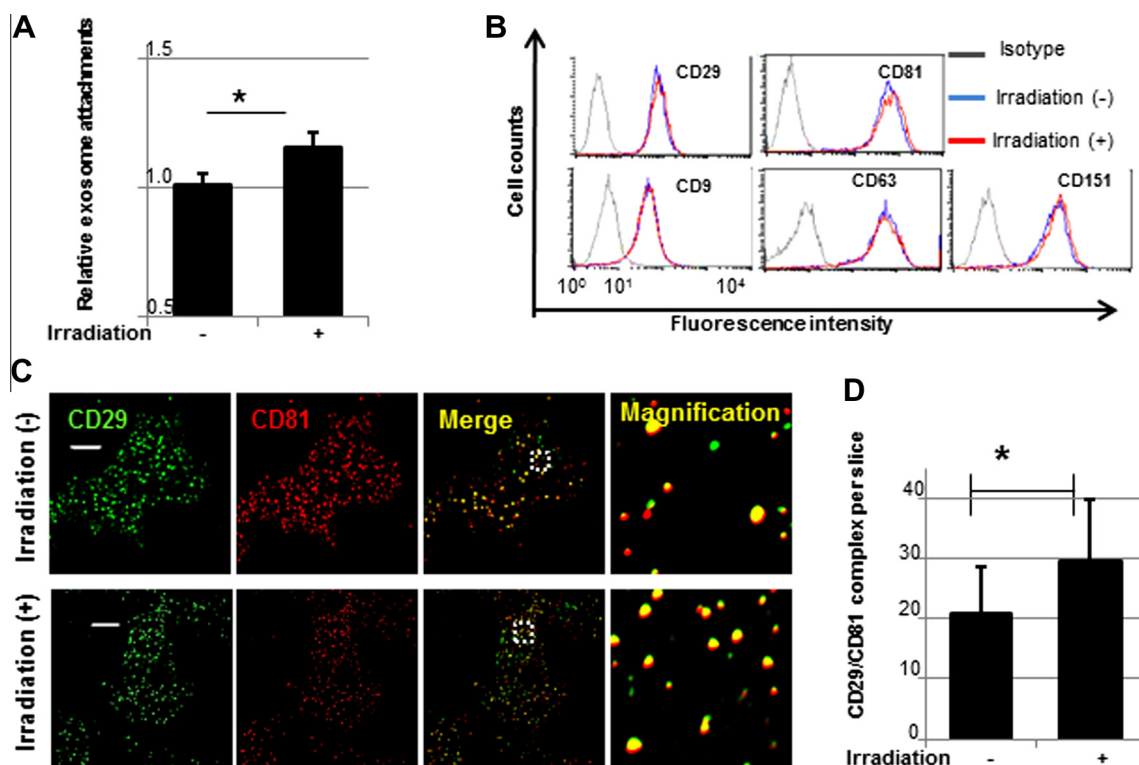 A
Relative exosome attachments
1.5
1.0
0.5
*
Irradiation - +
B
Cell counts
CD29
CD81
CD9
CD63
CD151
Isotype
Irradiation (-)
Irradiation (+)
10⁰ 10¹ 10⁴
Fluorescence intensity
C
Irradiation (-)
CD29
CD81
Merge
Magnification
Irradiation (+)
D
CD29/CD81 complex per slice
40
30
20
10
0
*
Irradiation - +